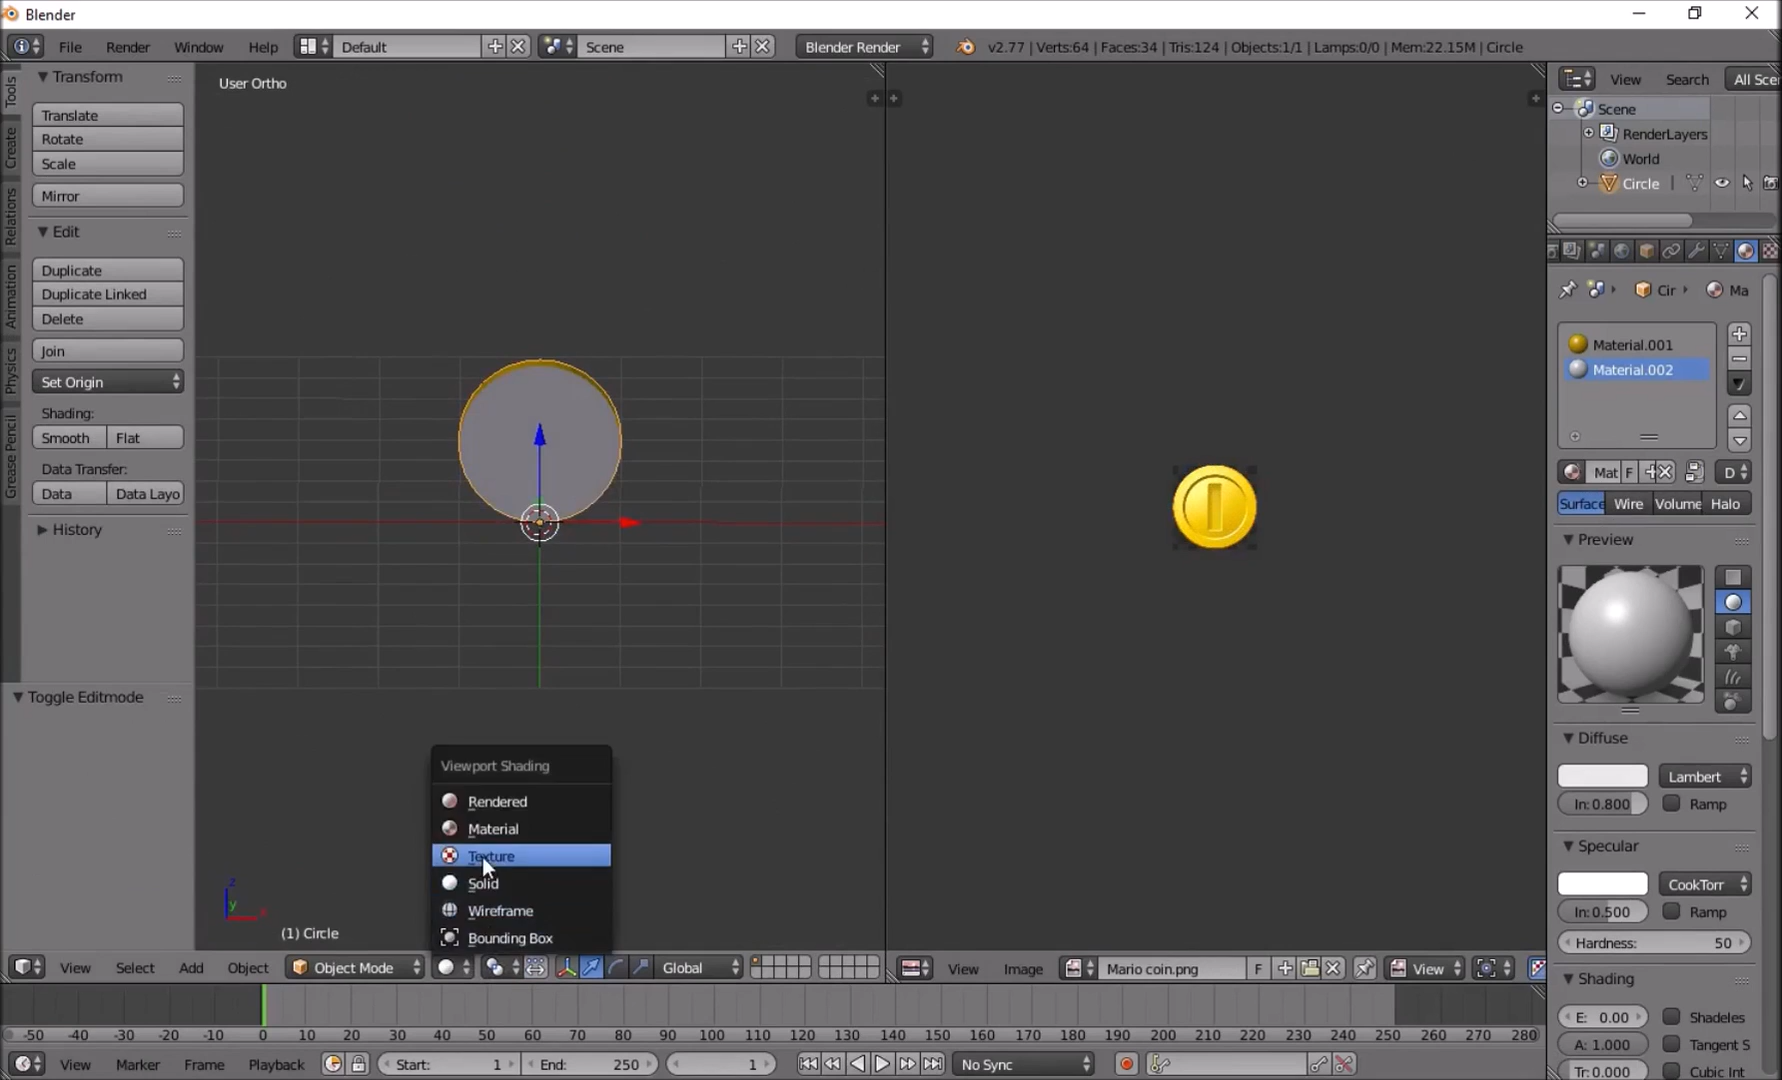 Blender
File Render Window Help Default Scene Blender Render v2.77 | Verts:64 | Faces:34 | Tris:124 | Objects:1/1 | Lamps:0/0 | Mem:22.15M | Circle
Tools
Create
Relations
Animation
Physics
Grease Pencil
Transform
Translate
Rotate
Scale
Mirror
Edit
Duplicate
Duplicate Linked
Delete
Join
Set Origin
Shading:
Smooth Flat
Data Transfer:
Data Data Layo
History
Toggle Editmode
User Ortho
Viewport Shading
Rendered
Material
Texture
Solid
Wireframe
Bounding Box
z
y
x
(1) Circle
View Select Add Object Object Mode Global
View Image Mario coin.png F View
View Search All Scen
Scene
RenderLayers
World
Circle
Cir Ma
Material.001
Material.002
Mat F D
Surface Wire Volume Halo
Preview
Diffuse
Lambert
In: 0.800 Ramp
Specular
CookTorr
In: 0.500 Ramp
Hardness: 50
Shading
E: 0.00 Shadeles
A: 1.000 Tangent S
Tr: 0.000 Cubic Int
-50 -40 -30 -20 -10 0 10 20 30 40 50 60 70 80 90 100 110 120 130 140 150 160 170 180 190 200 210 220 230 240 250 260 270 280
View Marker Frame Playback Start: 1 End: 250 1 No Sync